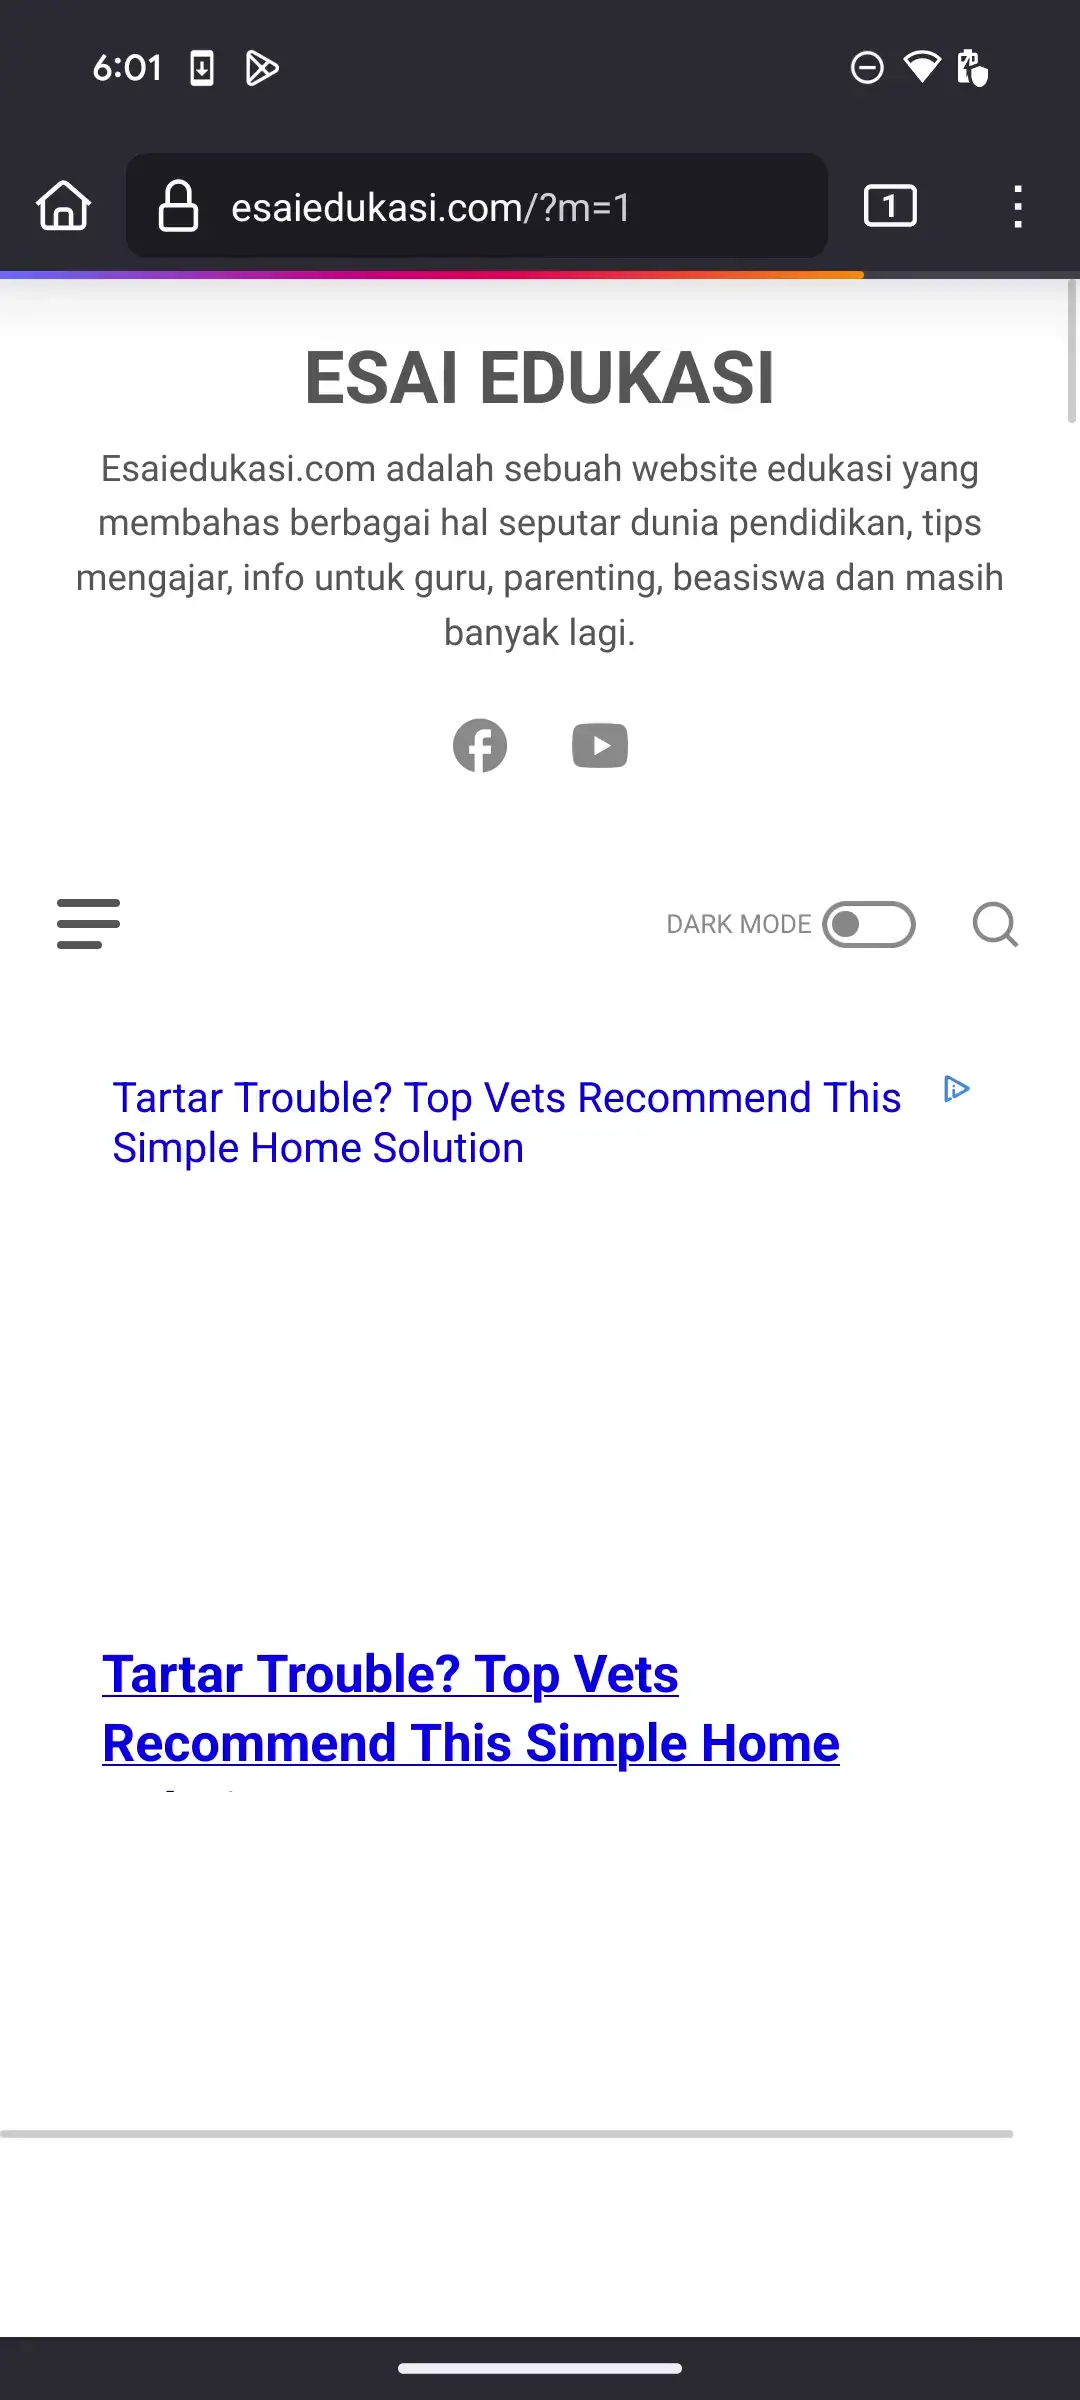 6:01
esaiedukasi.com/?m=1
1
ESAI EDUKASI
Esaiedukasi.com adalah sebuah website edukasi yang
membahas berbagai hal seputar dunia pendidikan, tips
mengajar, info untuk guru, parenting, beasiswa dan masih
banyak lagi.
DARK MODE
Tartar Trouble? Top Vets Recommend This
Simple Home Solution
Tartar Trouble? Top Vets
Recommend This Simple Home